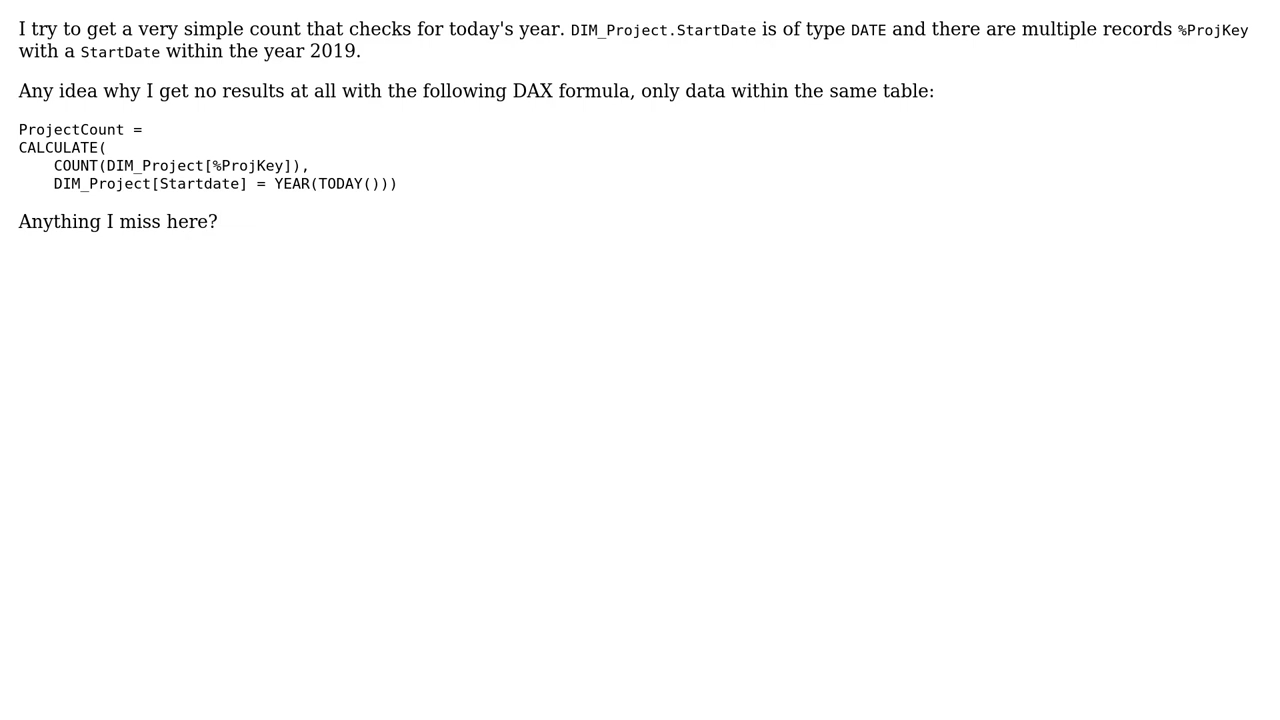 I try to get a very simple count that checks for today's year. DIM_Project.StartDate is of type DATE and there are multiple records %ProjKey
with a StartDate within the year 2019.
Any idea why I get no results at all with the following DAX formula, only data within the same table:
ProjectCount =
CALCULATE(
    COUNT(DIM_Project[%ProjKey]),
    DIM_Project[Startdate] = YEAR(TODAY()))
Anything I miss here?